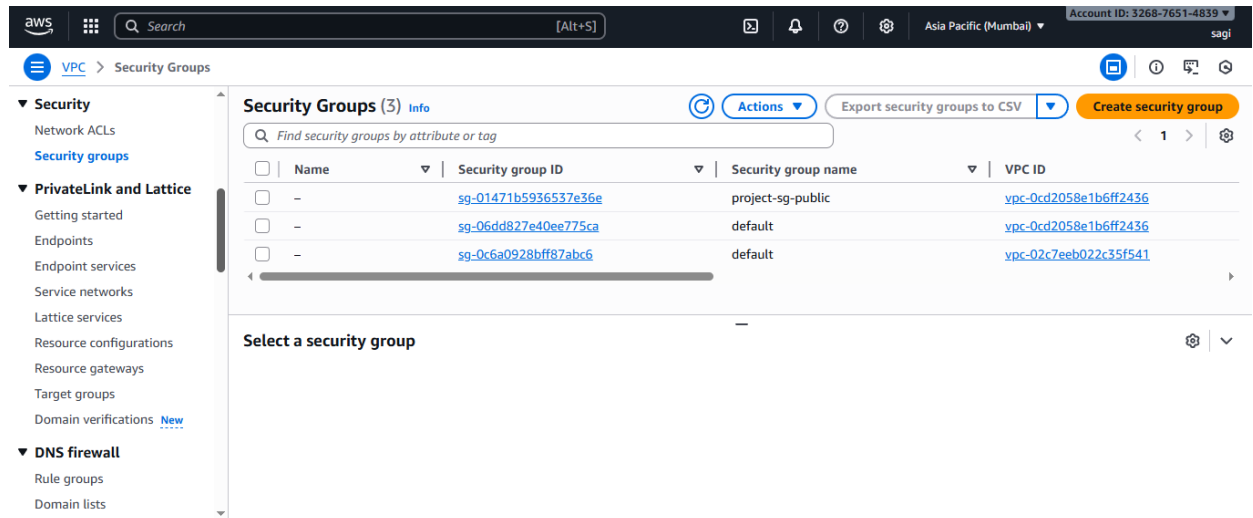 aws
Search [Alt+S]
Asia Pacific (Mumbai)
Account ID: 3268-7651-4839
sagi
VPC > Security Groups
Security
Network ACLs
Security groups
PrivateLink and Lattice
Getting started
Endpoints
Endpoint services
Service networks
Lattice services
Resource configurations
Resource gateways
Target groups
Domain verifications New
DNS firewall
Rule groups
Domain lists
Security Groups (3) Info
Actions
Export security groups to CSV
Create security group
Find security groups by attribute or tag
< 1 >
Name Security group ID Security group name VPC ID
– sg-01471b5936537e36e project-sg-public vpc-0cd2058e1b6ff2436
– sg-06dd827e40ee775ca default vpc-0cd2058e1b6ff2436
– sg-0c6a0928bff87abc6 default vpc-02c7eeb022c35f541
Select a security group